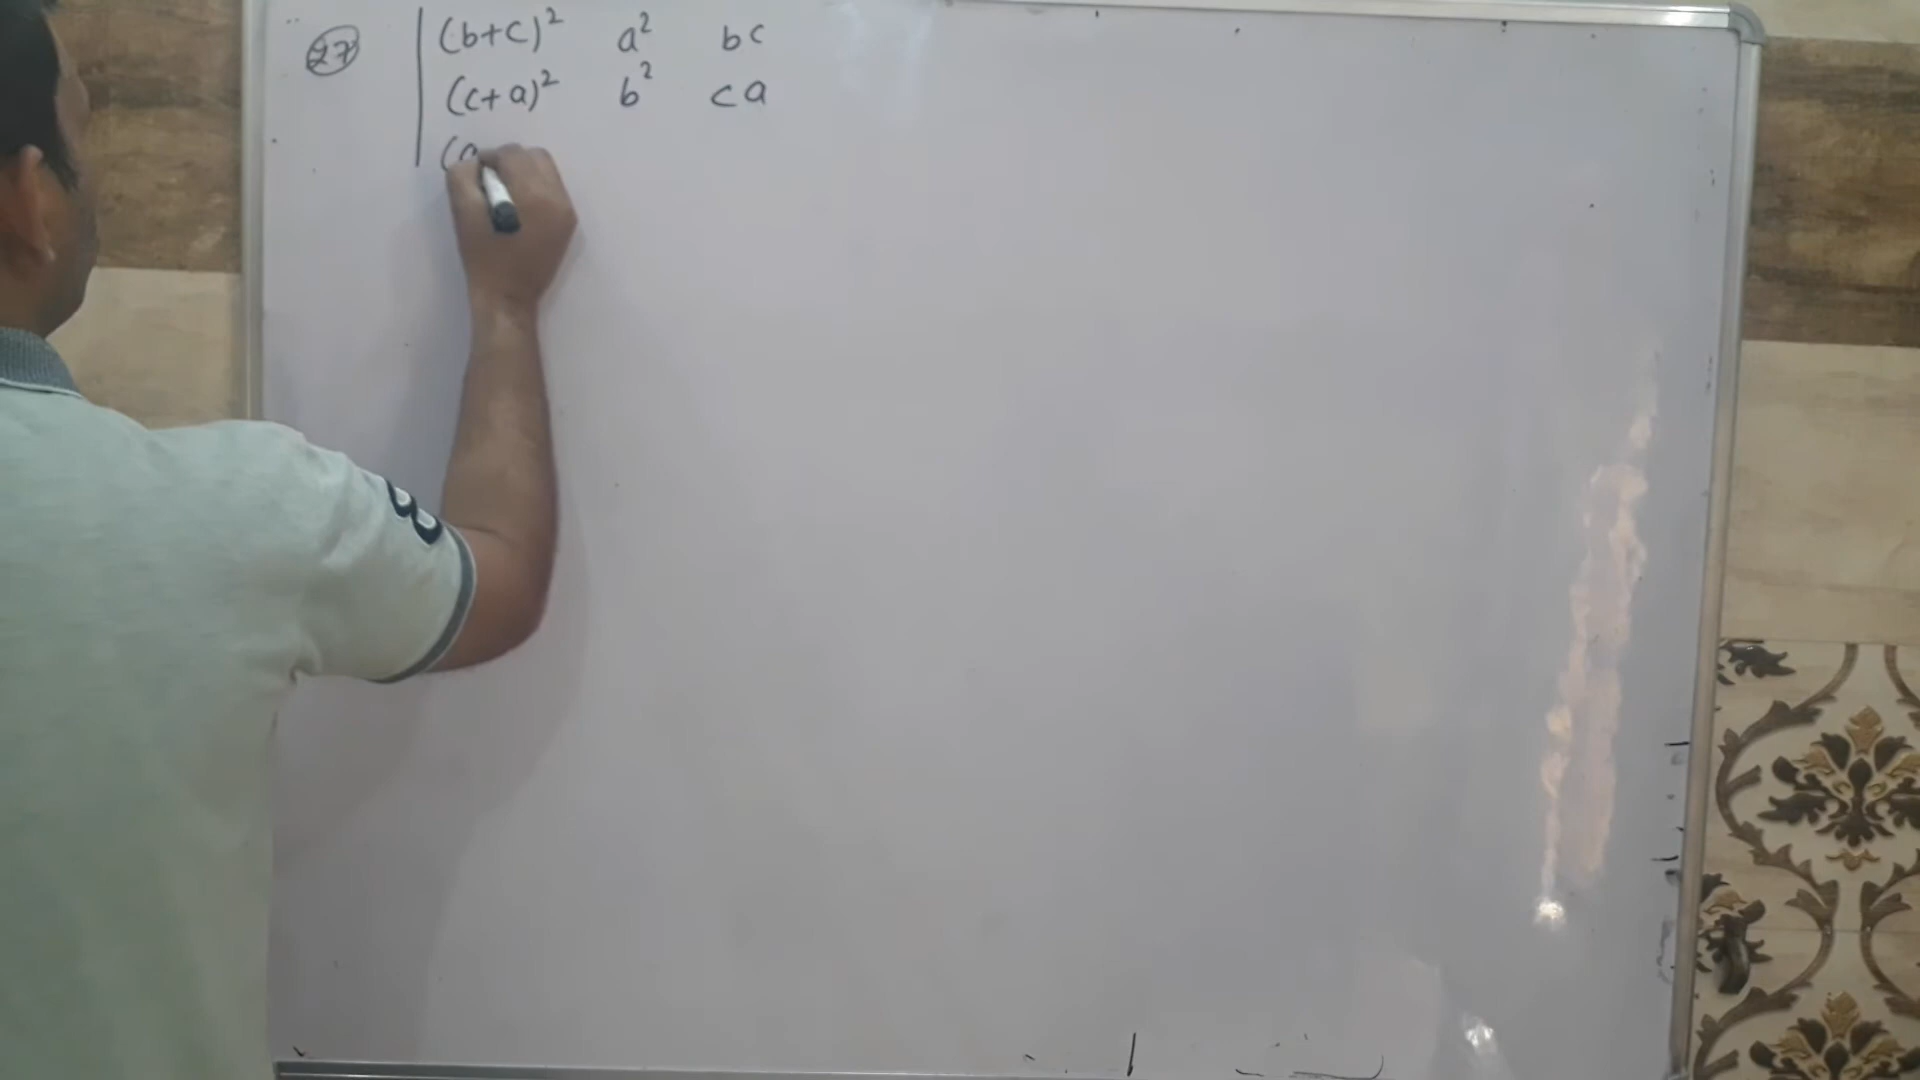 27 | (b+c)² a² bc
(c+a)² b² ca
(a